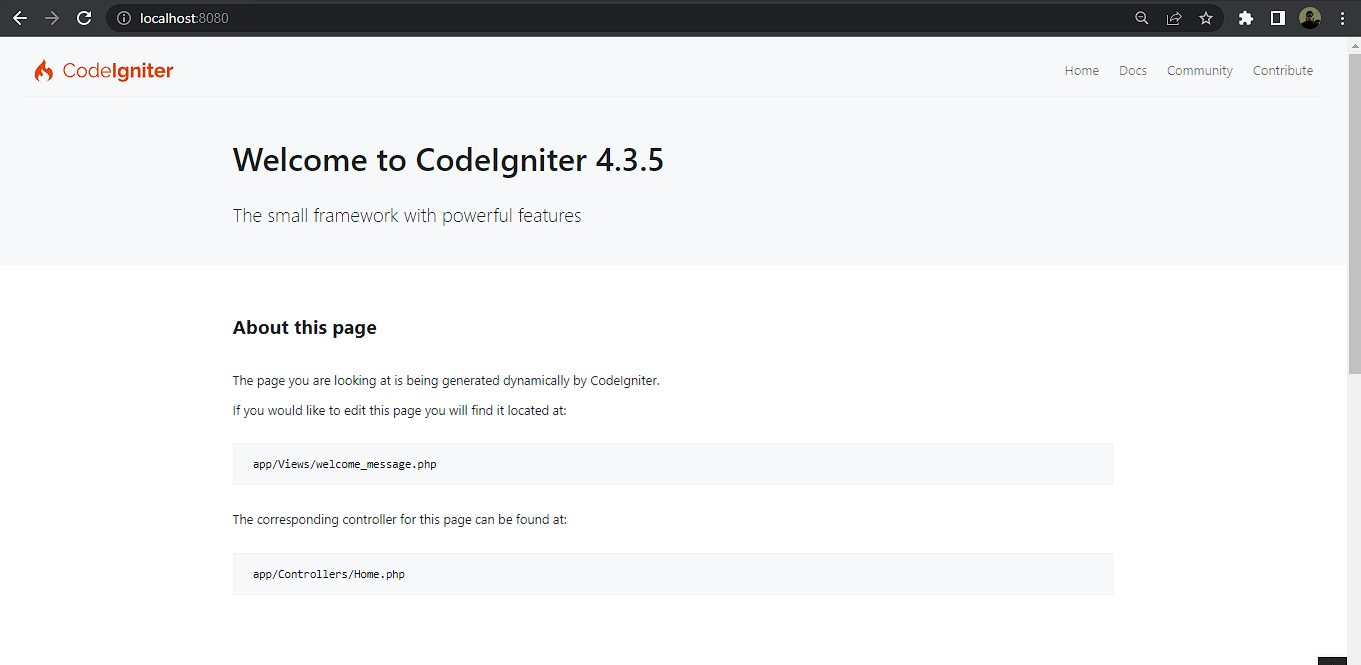 localhost:8080
CodeIgniter
Home Docs Community Contribute
Welcome to CodeIgniter 4.3.5
The small framework with powerful features
About this page
The page you are looking at is being generated dynamically by CodeIgniter.
If you would like to edit this page you will find it located at:
app/Views/welcome_message.php
The corresponding controller for this page can be found at:
app/Controllers/Home.php